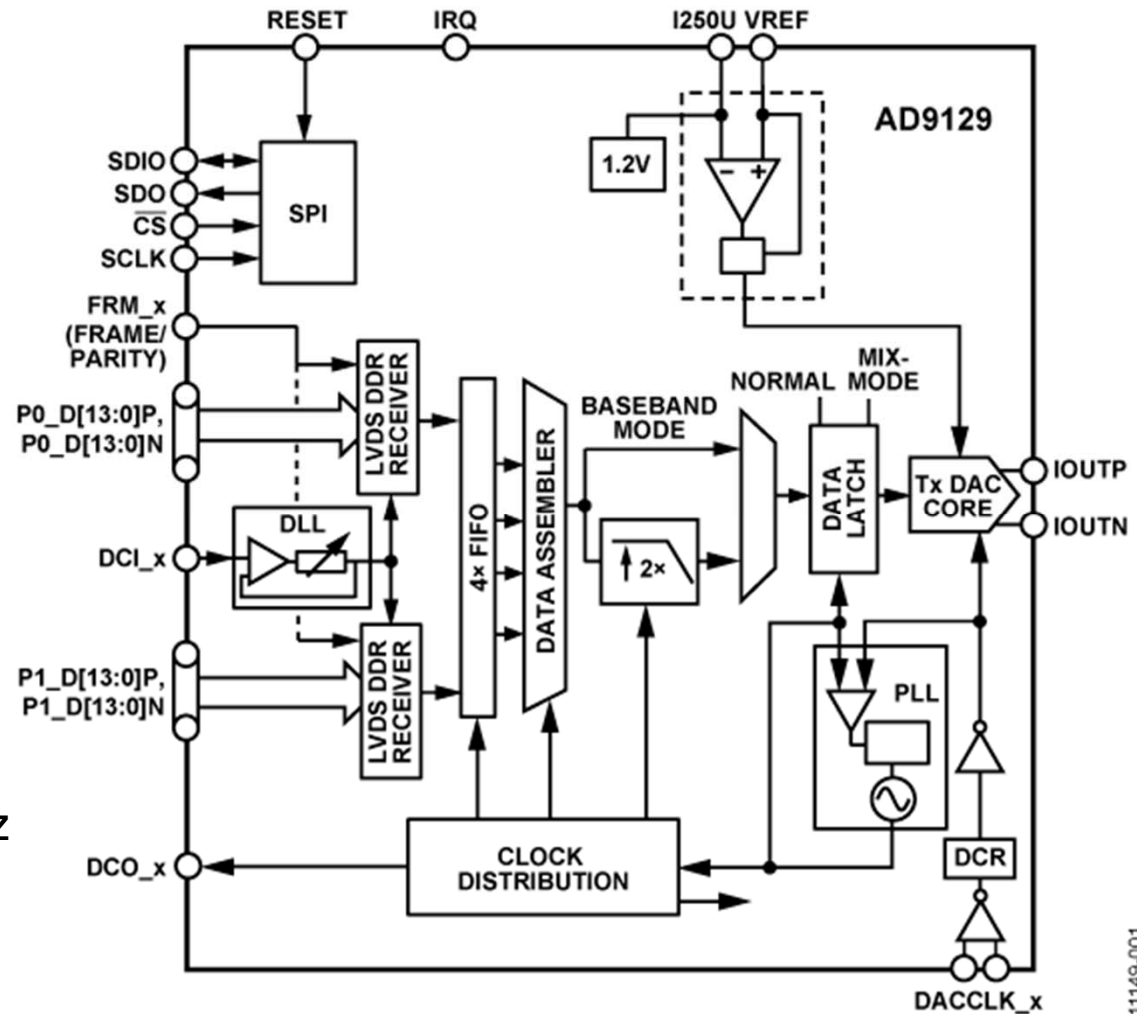 RESET
IRQ
I250U VREF
AD9129
1.2V
− +
SDIO
SDO
CS
SCLK
SPI
FRM_x
(FRAME/
PARITY)
P0_D[13:0]P,
P0_D[13:0]N
LVDS DDR
RECEIVER
DLL
DCI_x
P1_D[13:0]P,
P1_D[13:0]N
LVDS DDR
RECEIVER
4× FIFO
DATA ASSEMBLER
BASEBAND
MODE
2×
NORMAL
MIX-
MODE
DATA
LATCH
Tx DAC
CORE
IOUTP
IOUTN
PLL
z
DCO_x
CLOCK
DISTRIBUTION
DCR
DACCLK_x
11149-001